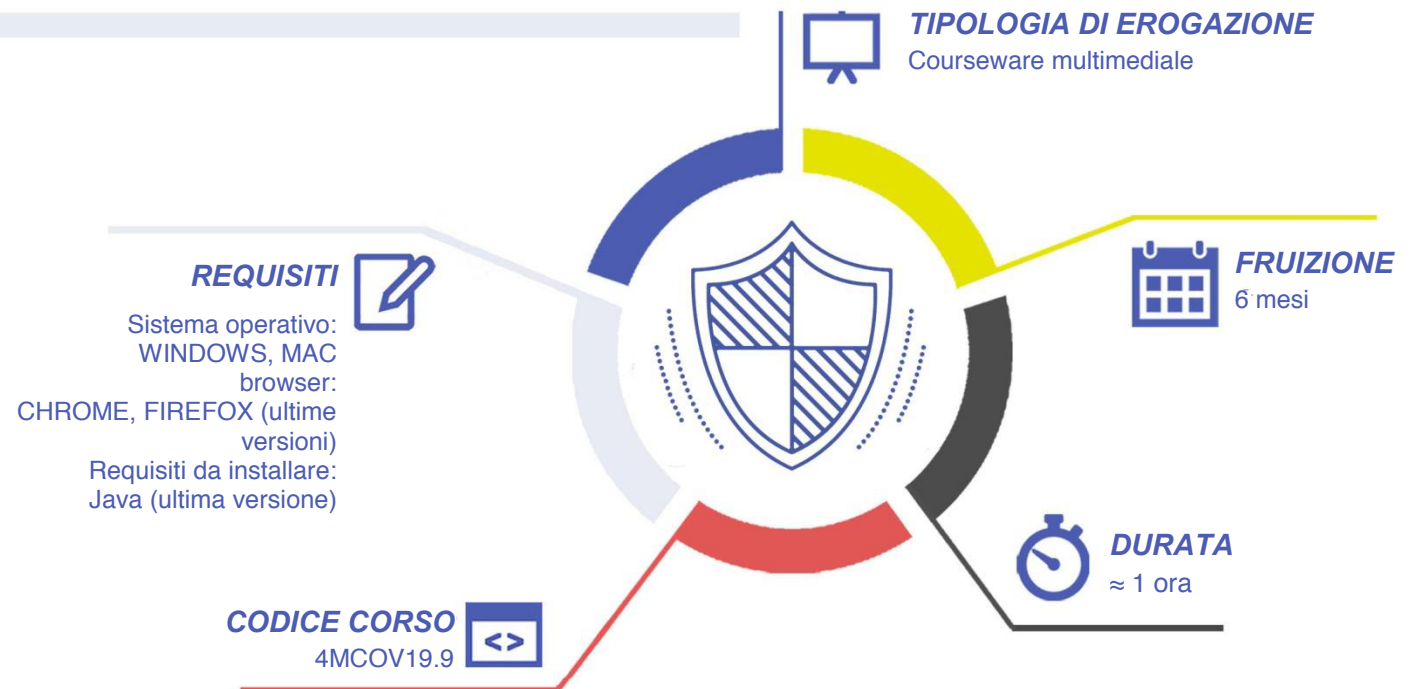 TIPOLOGIA DI EROGAZIONE
Courseware multimediale
REQUISITI
Sistema operativo:
WINDOWS, MAC
browser:
CHROME, FIREFOX (ultime
versioni)
Requisiti da installare:
Java (ultima versione)
FRUIZIONE
6 mesi
DURATA
≈ 1 ora
CODICE CORSO
4MCOV19.9